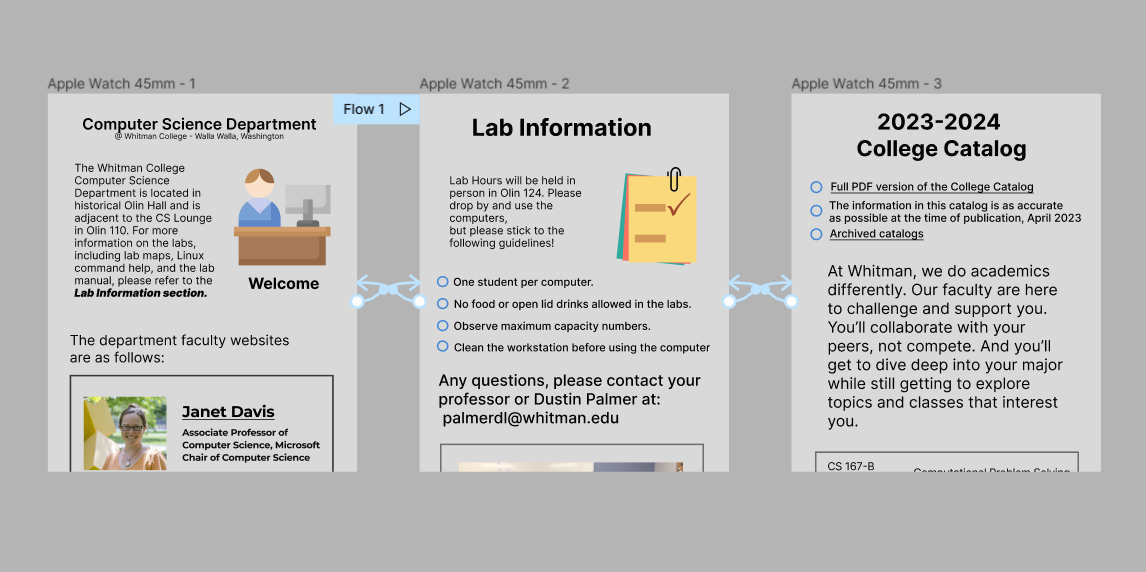 Apple Watch 45mm - 1
Computer Science Department
@ Whitman College - Walla Walla, Washington
The Whitman College
Computer Science
Department is located in
historical Olin Hall and is
adjacent to the CS Lounge
in Olin 110. For more
information on the labs,
including lab maps, Linux
command help, and the lab
manual, please refer to the
Lab Information section.
Welcome
The department faculty websites
are as follows:
Janet Davis
Associate Professor of
Computer Science, Microsoft
Chair of Computer Science
Flow 1
Apple Watch 45mm - 2
Lab Information
Lab Hours will be held in
person in Olin 124. Please
drop by and use the
computers,
but please stick to the
following guidelines!
One student per computer.
No food or open lid drinks allowed in the labs.
Observe maximum capacity numbers.
Clean the workstation before using the computer
Any questions, please contact your
professor or Dustin Palmer at:
palmerdl@whitman.edu
Apple Watch 45mm - 3
2023-2024
College Catalog
Full PDF version of the College Catalog
The information in this catalog is as accurate
as possible at the time of publication, April 2023
Archived catalogs
At Whitman, we do academics
differently. Our faculty are here
to challenge and support you.
You'll collaborate with your
peers, not compete. And you'll
get to dive deep into your major
while still getting to explore
topics and classes that interest
you.
CS 167-B
Computational Problem Solving